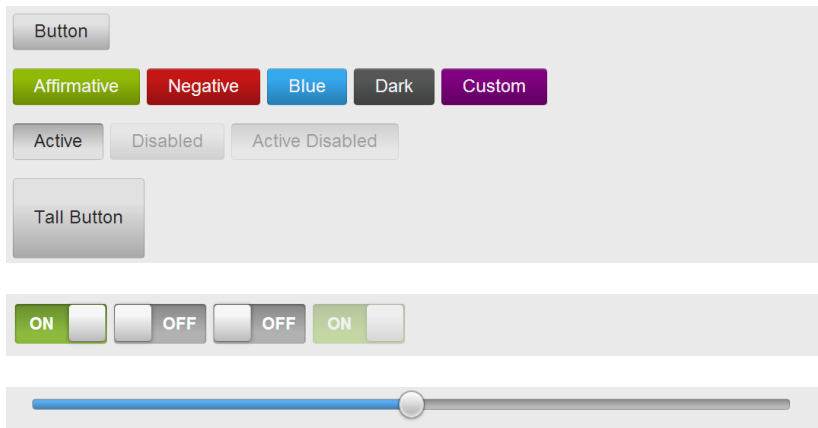 Button
Affirmative Negative Blue Dark Custom
Active Disabled Active Disabled
Tall Button
ON OFF OFF ON